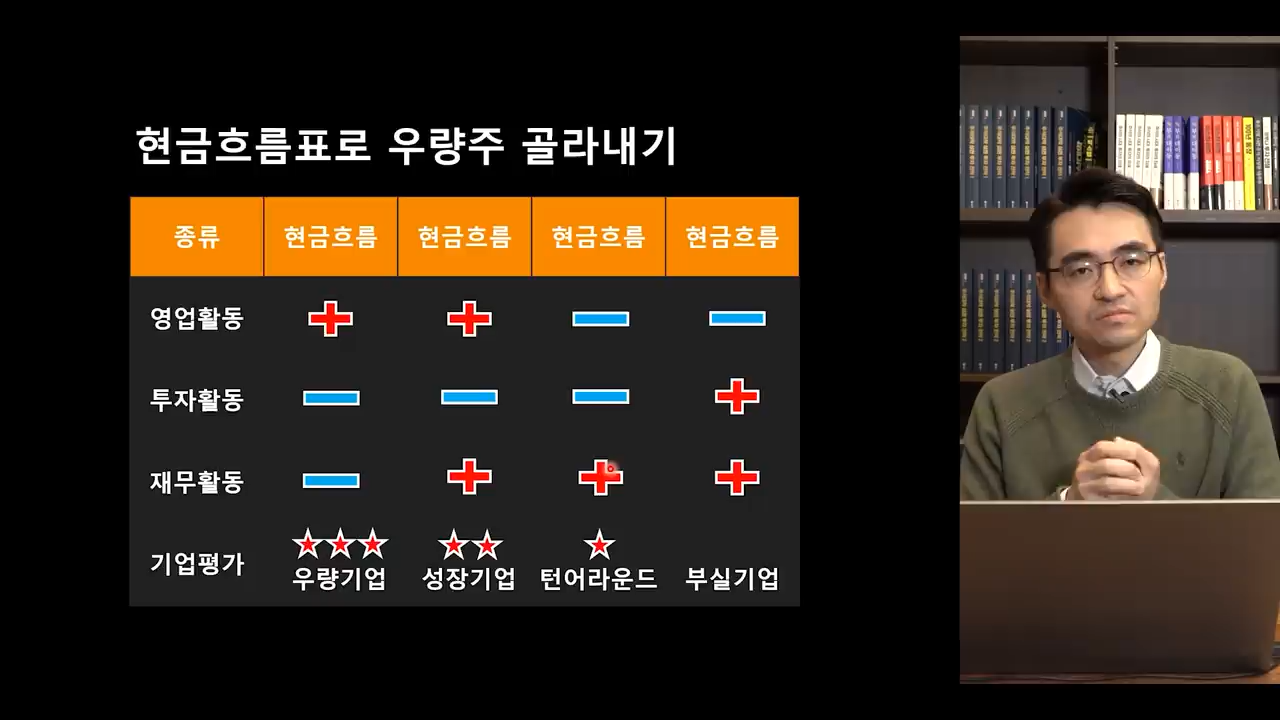 현금흐름표로 우량주 골라내기
종류 현금흐름 현금흐름 현금흐름 현금흐름
영업활동
투자활동
재무활동
기업평가
우량기업 성장기업 턴어라운드 부실기업